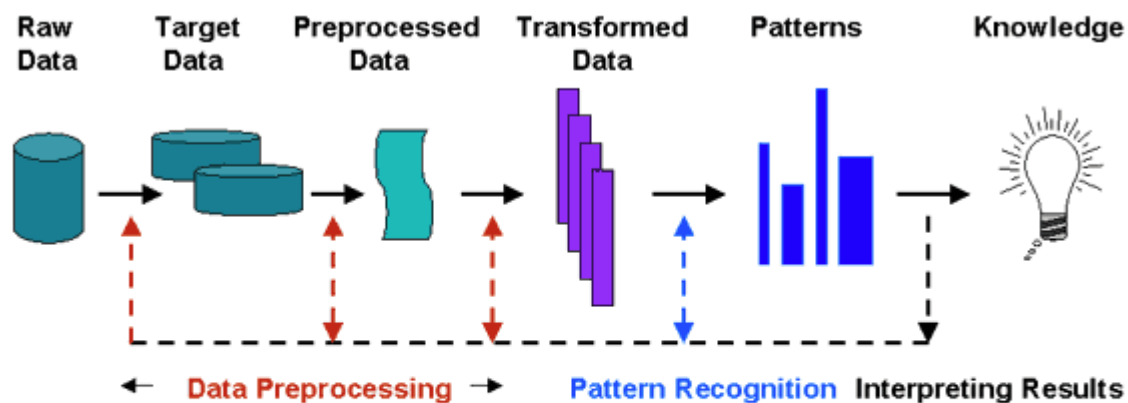 Raw Data
Target Data
Preprocessed Data
Transformed Data
Patterns
Knowledge
Data Preprocessing
Pattern Recognition
Interpreting Results